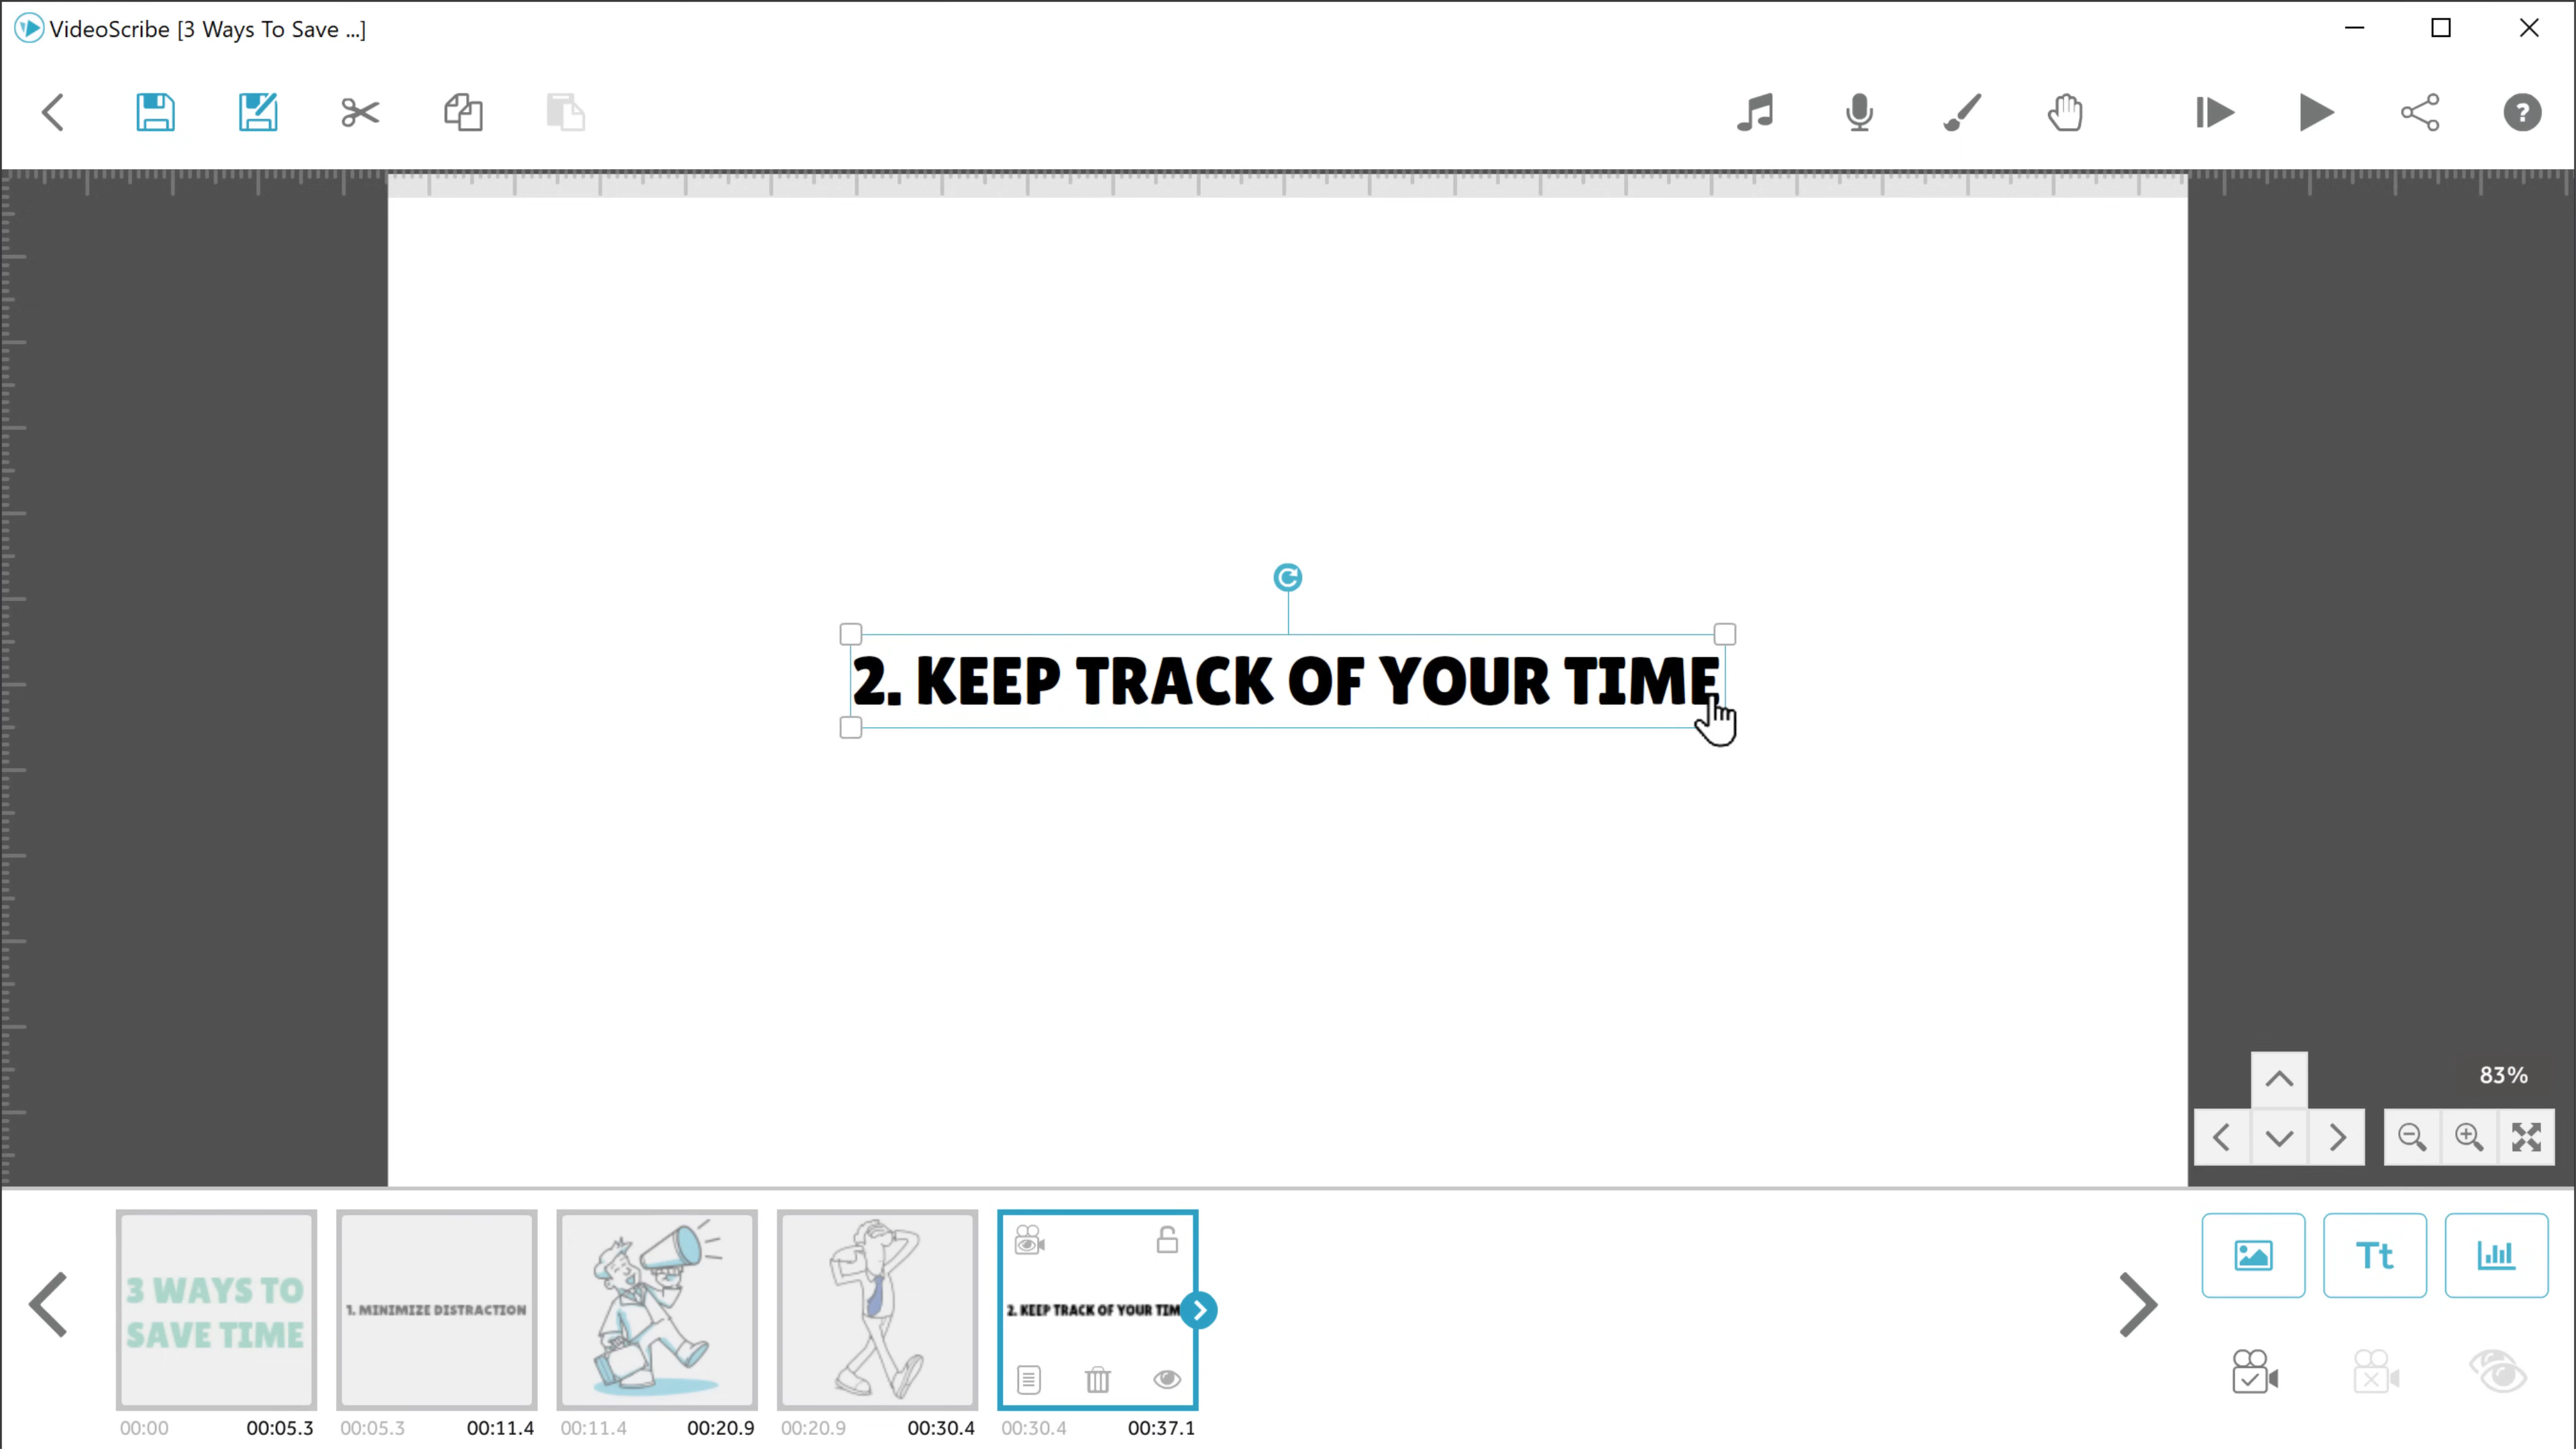 VideoScribe [3 Ways To Save ...]
2. KEEP TRACK OF YOUR TIME
83%
3 WAYS TO
SAVE TIME
1. MINIMIZE DISTRACTION
2. KEEP TRACK OF YOUR TIM
Tt
00:00 00:05.3 00:05.3 00:11.4 00:11.4 00:20.9 00:20.9 00:30.4 00:30.4 00:37.1